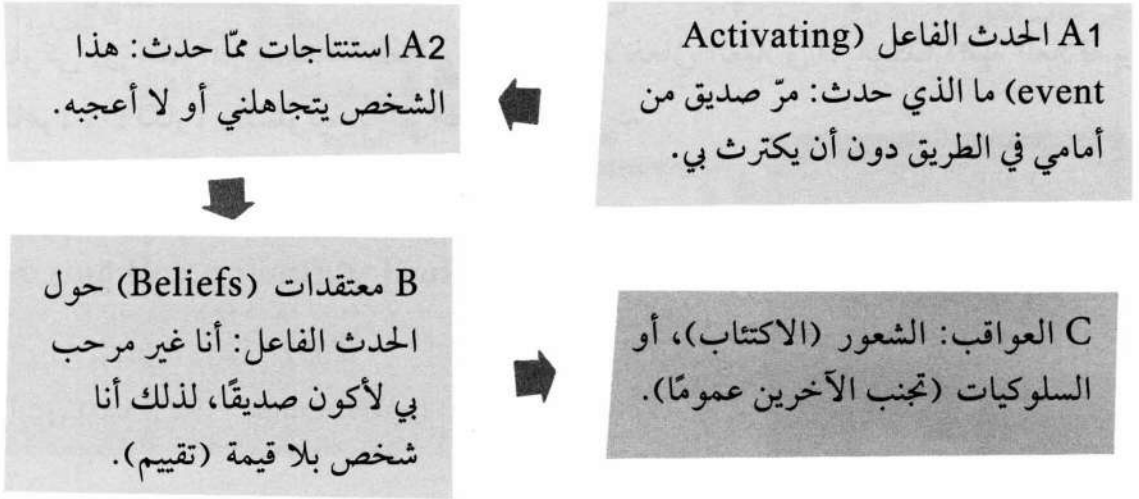 A1 الحدث الفاعل (Activating
event) ما الذي حدث: مرّ صديق من
أمامي في الطريق دون أن يكترث بي.
A2 استنتاجات ممّا حدث: هذا
الشخص يتجاهلني أو لا أعجبه.
B معتقدات (Beliefs) حول
الحدث الفاعل: أنا غير مرحب
بي لأكون صديقًا، لذلك أنا
شخص بلا قيمة (تقييم).
C العواقب: الشعور (الاكتئاب)، أو
السلوكيات (تجنب الآخرين عمومًا).